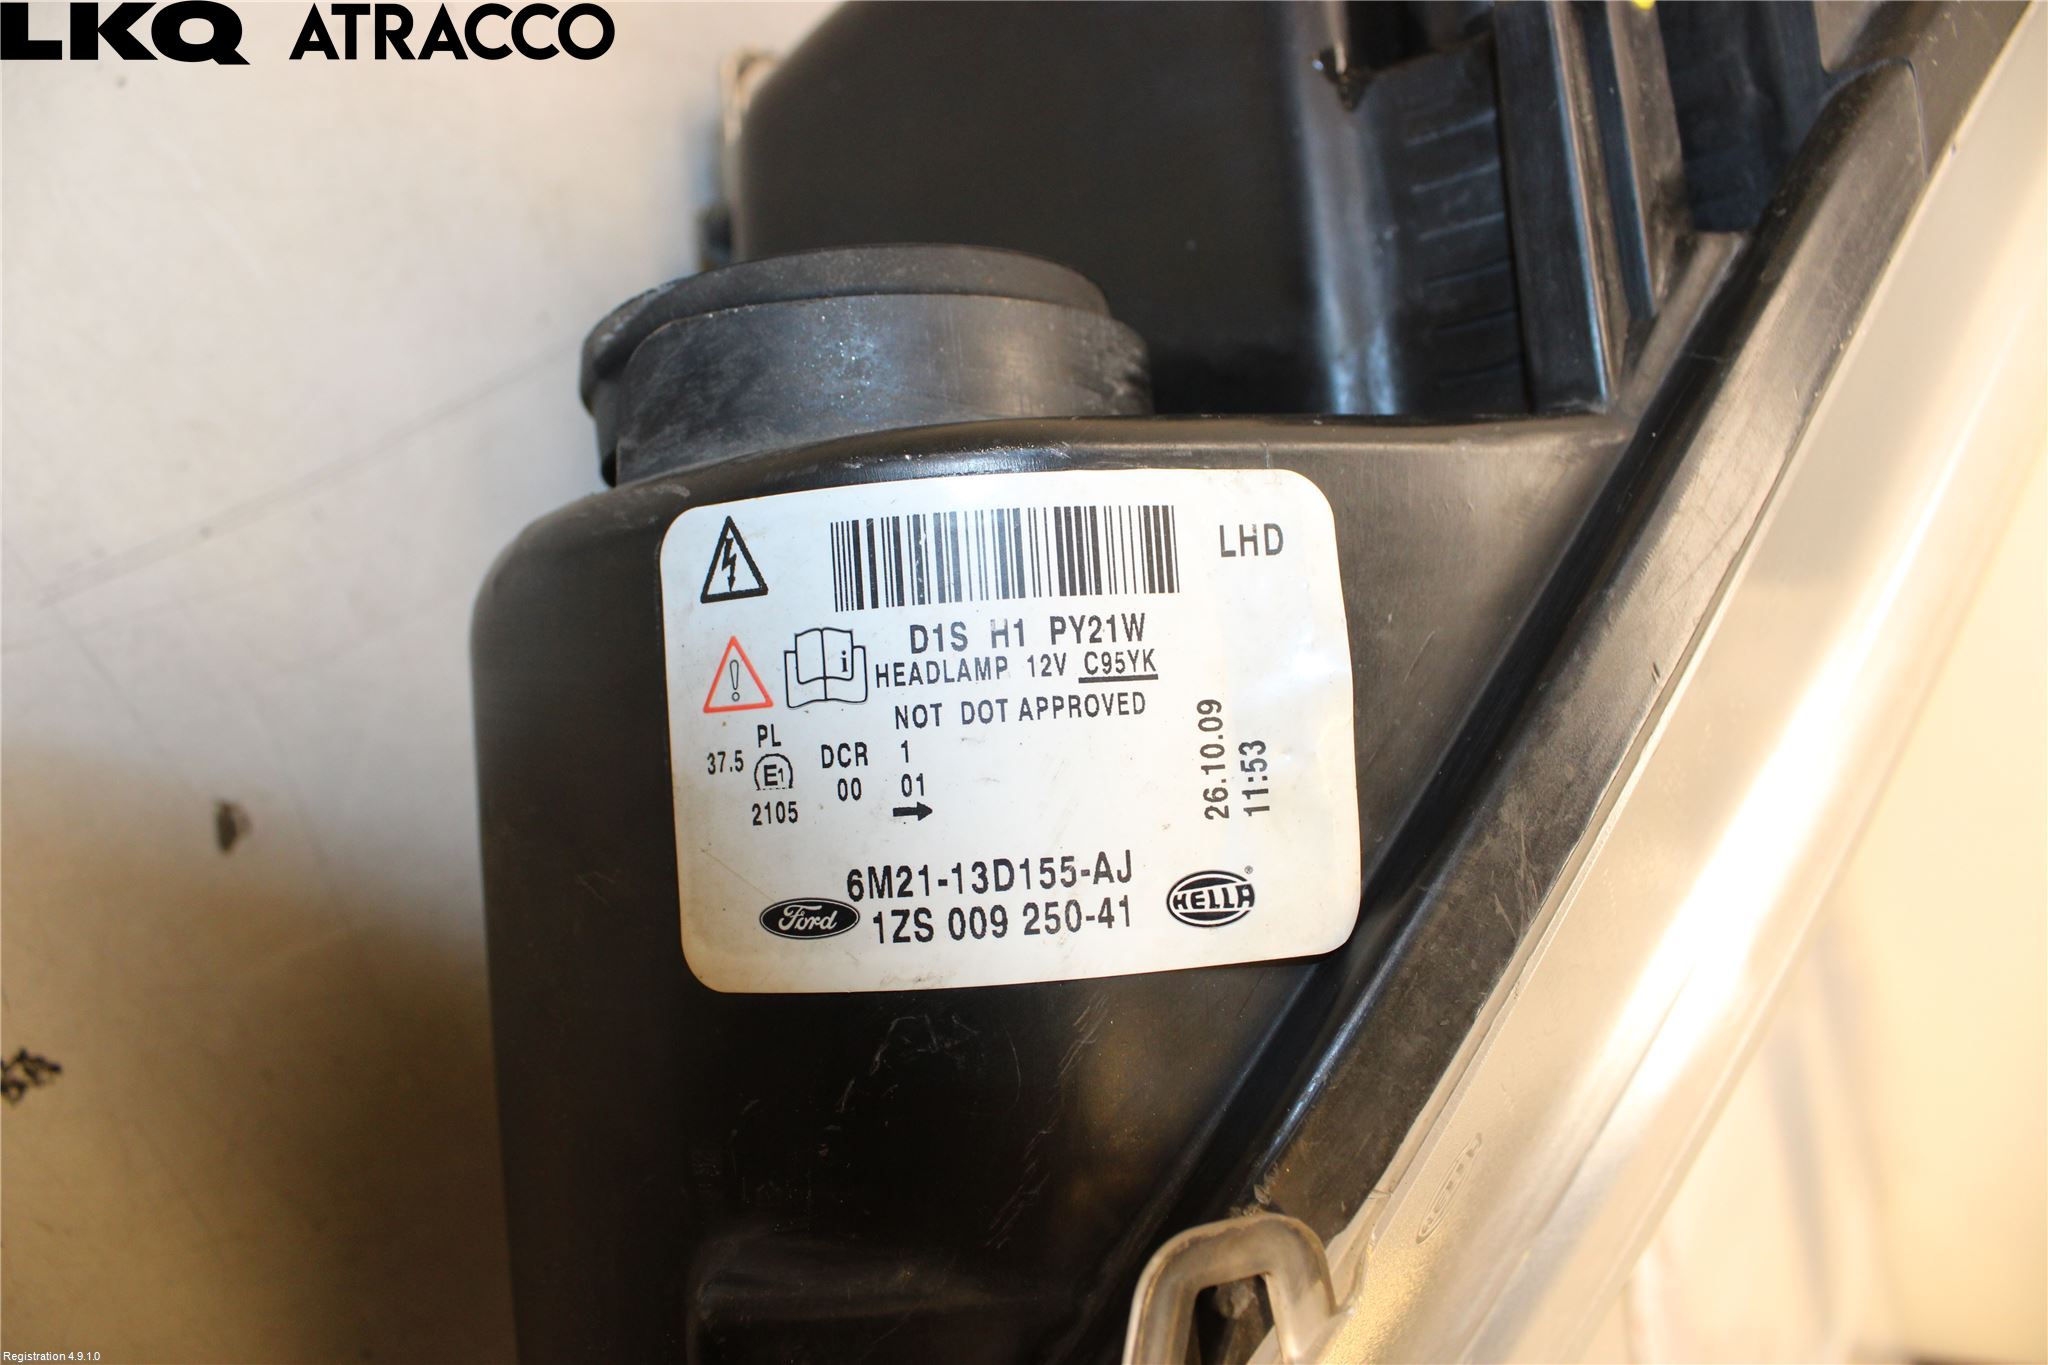 LKQ ATRACCO
LHD
D1S H1 PY21W
HEADLAMP 12V C95YK
NOT DOT APPROVED
PL
37.5 E1 DCR 1
00 01
2105
26.10.09
11:53
6M21-13D155-AJ
Ford 1ZS 009 250-41 HELLA®
HELLA
Registration 4.9.1.0